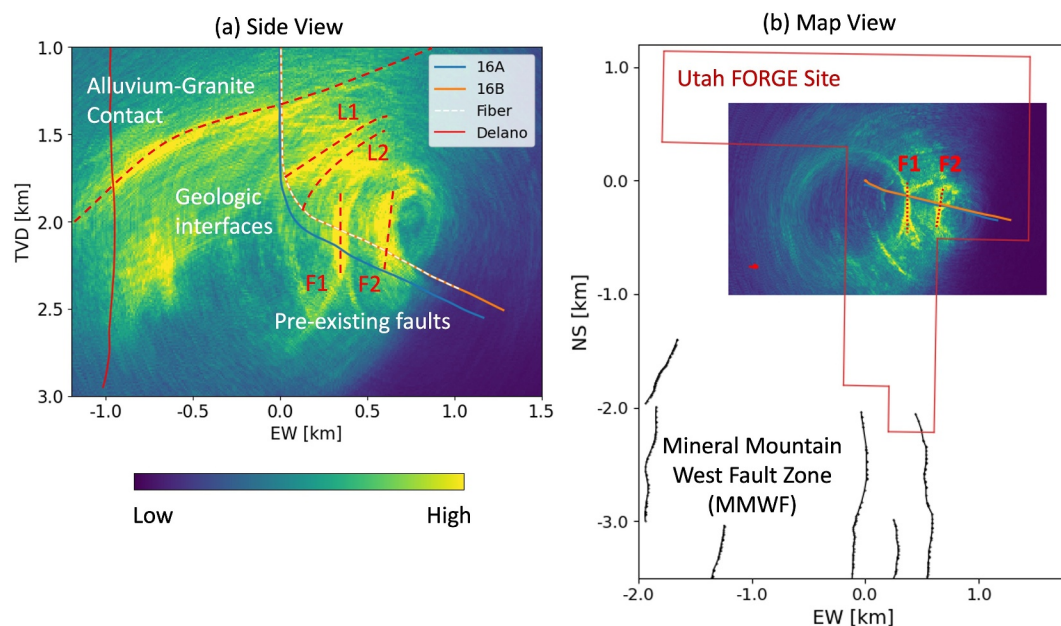 (a) Side View
1.0
1.5
2.0
2.5
3.0
TVD [km]
-1.0
-0.5
0.0
0.5
1.0
1.5
EW [km]
Alluvium-Granite
Contact
Geologic
interfaces
L1
L2
F1
F2
Pre-existing faults
16A
16B
Fiber
Delano
Low
High
(b) Map View
1.0
0.0
-1.0
-2.0
-3.0
NS [km]
-2.0
-1.0
0.0
1.0
EW [km]
Utah FORGE Site
F1
F2
Mineral Mountain
West Fault Zone
(MMWF)